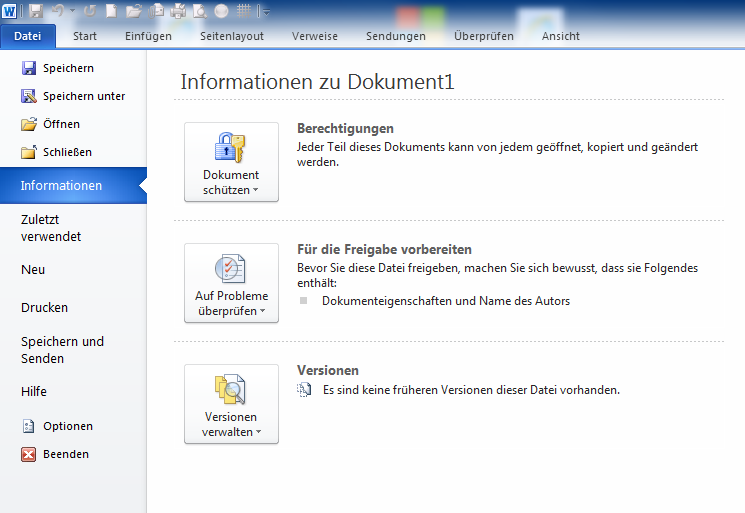 W
Datei Start Einfügen Seitenlayout Verweise Sendungen Überprüfen Ansicht
Speichern
Speichern unter
Öffnen
Schließen
Informationen
Zuletzt
verwendet
Neu
Drucken
Speichern und
Senden
Hilfe
Optionen
Beenden
Informationen zu Dokument1
Dokument
schützen
Berechtigungen
Jeder Teil dieses Dokuments kann von jedem geöffnet, kopiert und geändert
werden.
Auf Probleme
überprüfen
Für die Freigabe vorbereiten
Bevor Sie diese Datei freigeben, machen Sie sich bewusst, dass sie Folgendes
enthält:
Dokumenteigenschaften und Name des Autors
Versionen
verwalten
Versionen
Es sind keine früheren Versionen dieser Datei vorhanden.